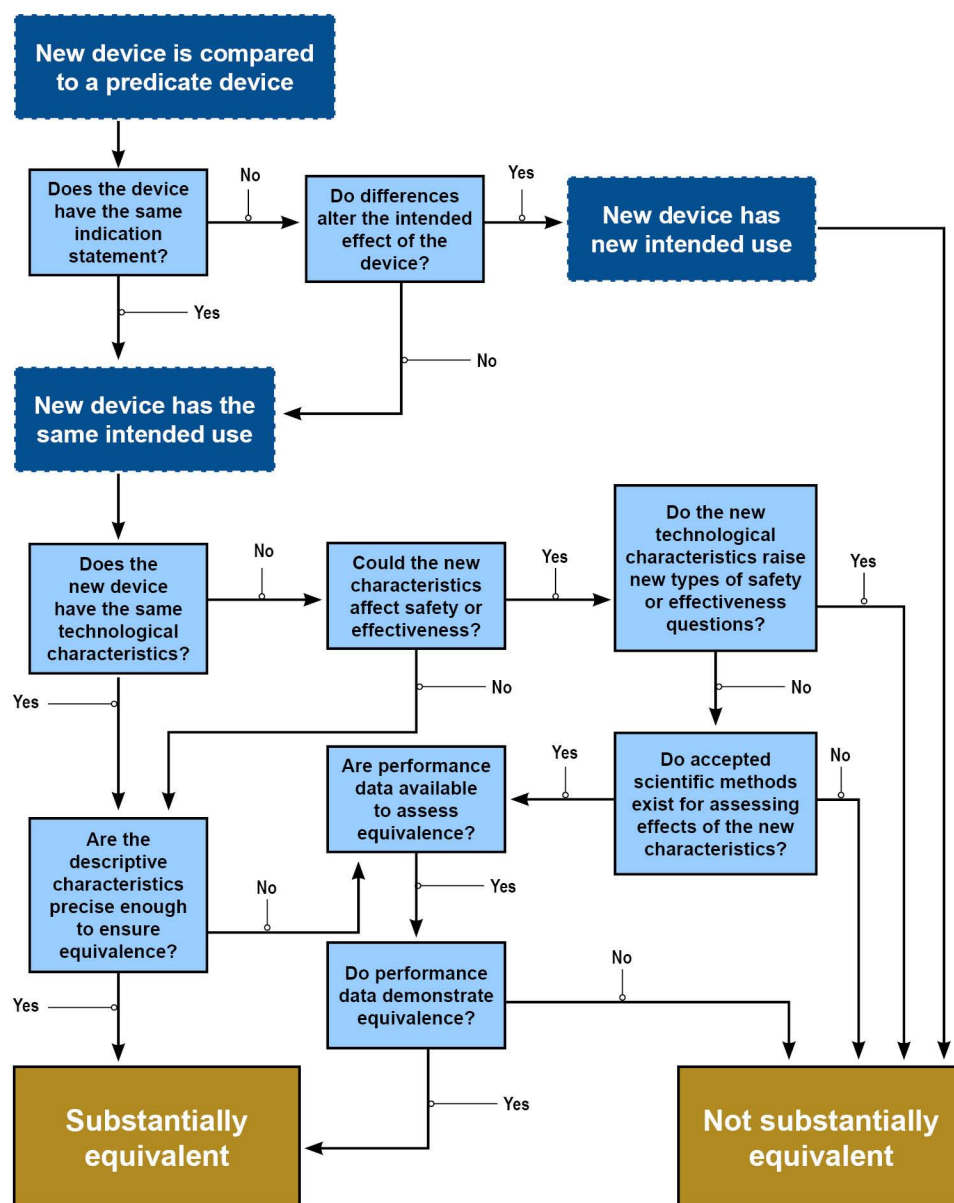 New device is compared
to a predicate device
Does the device
have the same
indication
statement?
No
Do differences
alter the intended
effect of the
device?
Yes
New device has
new intended use
Yes
No
New device has the
same intended use
Does the
new device
have the same
technological
characteristics?
No
Could the new
characteristics
affect safety or
effectiveness?
Yes
Do the new
technological
characteristics raise
new types of safety
or effectiveness
questions?
Yes
Yes
No
No
Are performance
data available
to assess
equivalence?
Yes
Do accepted
scientific methods
exist for assessing
effects of the new
characteristics?
No
Are the
descriptive
characteristics
precise enough
to ensure
equivalence?
No
Yes
Do performance
data demonstrate
equivalence?
No
Yes
Yes
Substantially
equivalent
Not substantially
equivalent